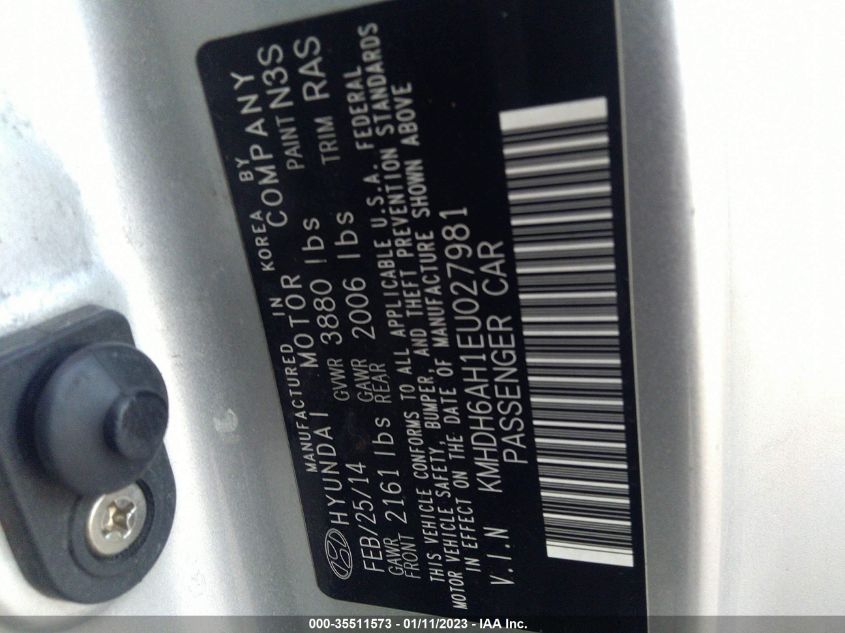 MANUFACTURED IN KOREA BY
HYUNDAI MOTOR COMPANY
FEB/25/14 GVWR 3880 lbs PAINT N3S
GAWR FRONT 2161 lbs GAWR REAR 2006 lbs TRIM RAS
THIS VEHICLE CONFORMS TO ALL APPLICABLE U.S.A. FEDERAL
MOTOR VEHICLE SAFETY, BUMPER, AND THEFT PREVENTION STANDARDS
IN EFFECT ON THE DATE OF MANUFACTURE SHOWN ABOVE
V.I.N KMHDH6AH1EU027981
PASSENGER CAR
000-35511573 - 01/11/2023 - IAA Inc.